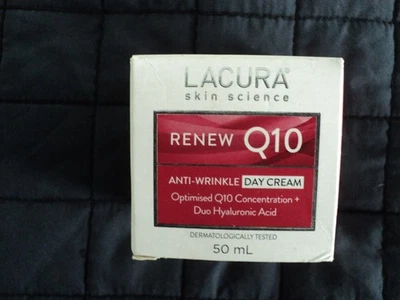 LACURA®
skin science
RENEW Q10
ANTI-WRINKLE DAY CREAM
Optimised Q10 Concentration +
Duo Hyaluronic Acid
DERMATOLOGICALLY TESTED
50 mL